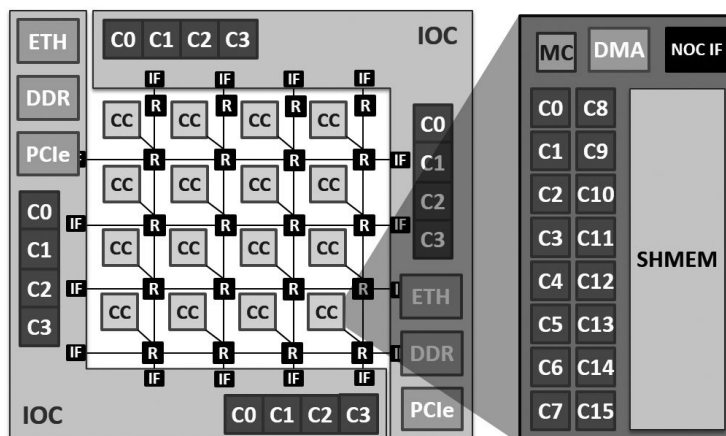 ETH
C0 C1 C2 C3
IOC
MC
DMA
NOC IF
DDR
IF IF IF IF
R R R R
CC CC CC CC
C0 C8
PCIe
R R R R
IF
C0
C1
C2
C3
C1 C9
CC CC CC CC
C0
C1
C2
C3
IF
R R R R
IF
C2 C10
CC CC CC CC
C3 C11
SHMEM
IF
R R R R
ETH
C4 C12
CC CC CC CC
C5 C13
IF
R R R R
DDR
C6 C14
IF IF IF IF
IOC
C0 C1 C2 C3
PCIe
C7 C15